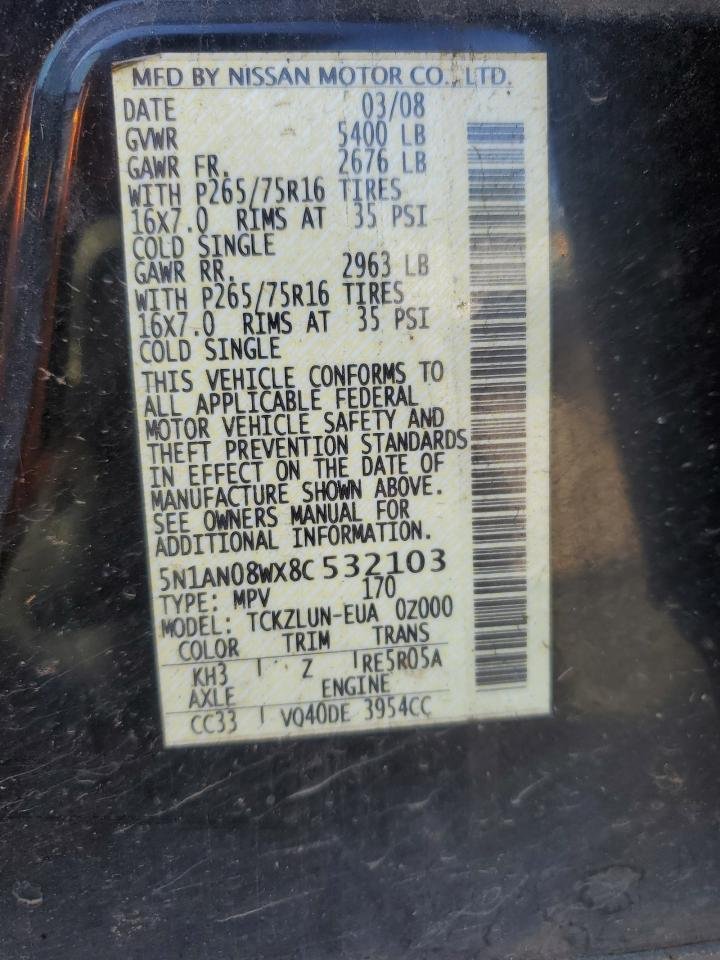 MFD BY NISSAN MOTOR CO., LTD.
DATE 03/08
GVWR 5400 LB
GAWR FR. 2676 LB
WITH P265/75R16 TIRES
16X7.0 RIMS AT 35 PSI
COLD SINGLE
GAWR RR. 2963 LB
WITH P265/75R16 TIRES
16X7.0 RIMS AT 35 PSI
COLD SINGLE
THIS VEHICLE CONFORMS TO
ALL APPLICABLE FEDERAL
MOTOR VEHICLE SAFETY AND
THEFT PREVENTION STANDARDS
IN EFFECT ON THE DATE OF
MANUFACTURE SHOWN ABOVE.
SEE OWNERS MANUAL FOR
ADDITIONAL INFORMATION.
5N1AN08WX8C532103
TYPE: MPV 170
MODEL: TCKZLUN-EUA 0Z000
COLOR TRIM TRANS
KH3 Z RE5R05A
AXLE ENGINE
CC33 VQ40DE 3954CC